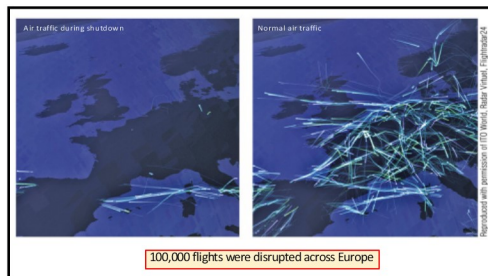 Air traffic during shutdown
Normal air traffic
Reproduced with permission of ITO World, Radar Virtuel, Flightradar24
100,000 flights were disrupted across Europe